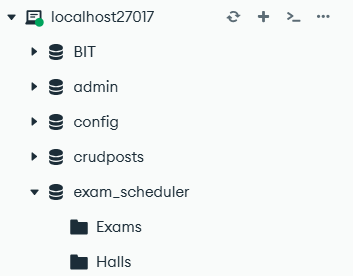 localhost27017
BIT
admin
config
crudposts
exam_scheduler
Exams
Halls